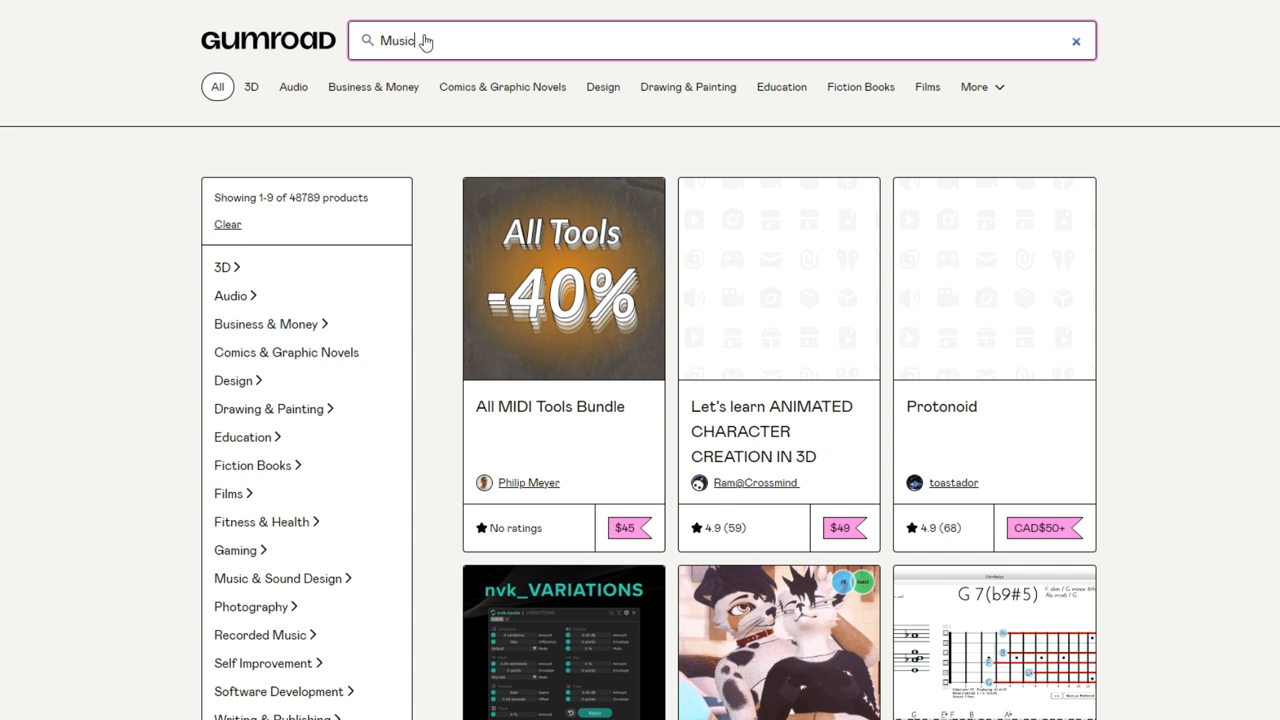 GUMROAD
Music
All 3D Audio Business & Money Comics & Graphic Novels Design Drawing & Painting Education Fiction Books Films More
Showing 1-9 of 48789 products
Clear
3D
Audio
Business & Money
Comics & Graphic Novels
Design
Drawing & Painting
Education
Fiction Books
Films
Fitness & Health
Gaming
Music & Sound Design
Photography
Recorded Music
Self Improvement
Software Development
Writing & Publishing
All Tools
-40%
All MIDI Tools Bundle
Philip Meyer
No ratings
$45
Let's learn ANIMATED
CHARACTER
CREATION IN 3D
Ram@Crossmind
4.9 (59)
$49
Protonoid
toastador
4.9 (68)
CAD$50+
nvk_VARIATIONS
Apply
G 7(b9#5)